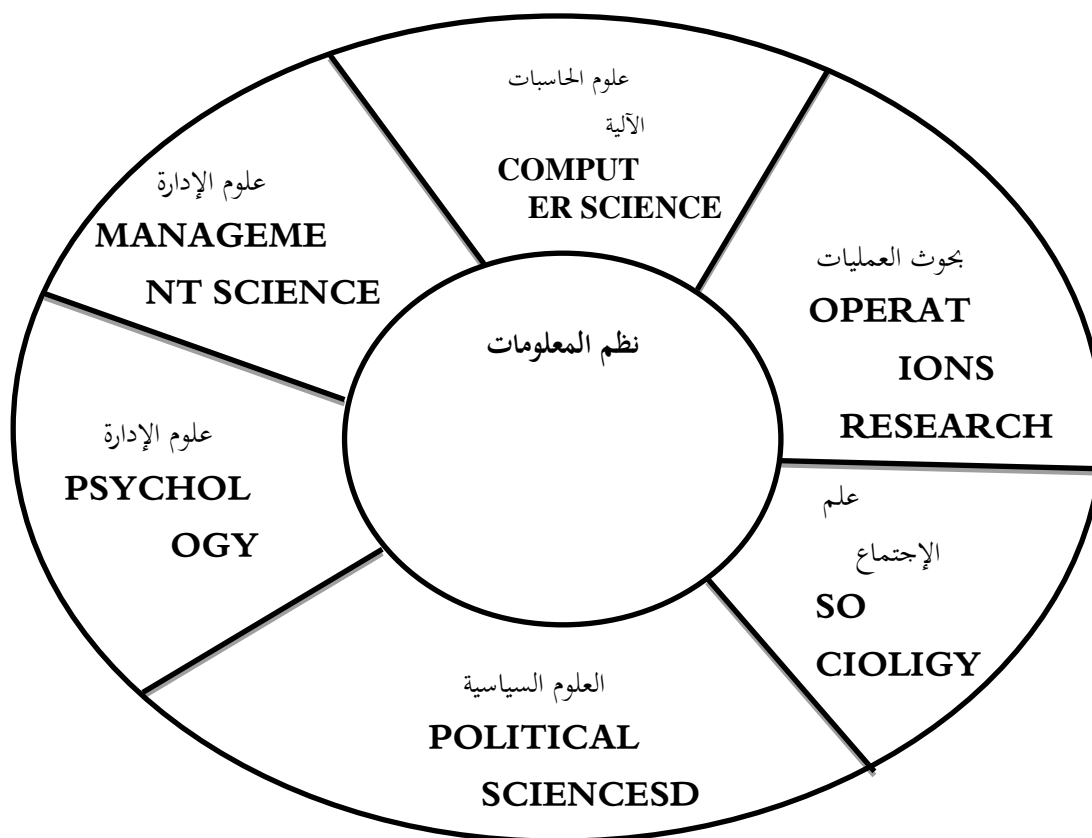 علوم الحاسبات
الآلية
COMPUT
ER SCIENCE
علوم الإدارة
MANAGEME
NT SCIENCE
بحوث العمليات
OPERAT
IONS
RESEARCH
نظم المعلومات
علوم الإدارة
PSYCHOL
OGY
علم
الإجتماع
SO
CIOLIGY
العلوم السياسية
POLITICAL
SCIENCESD